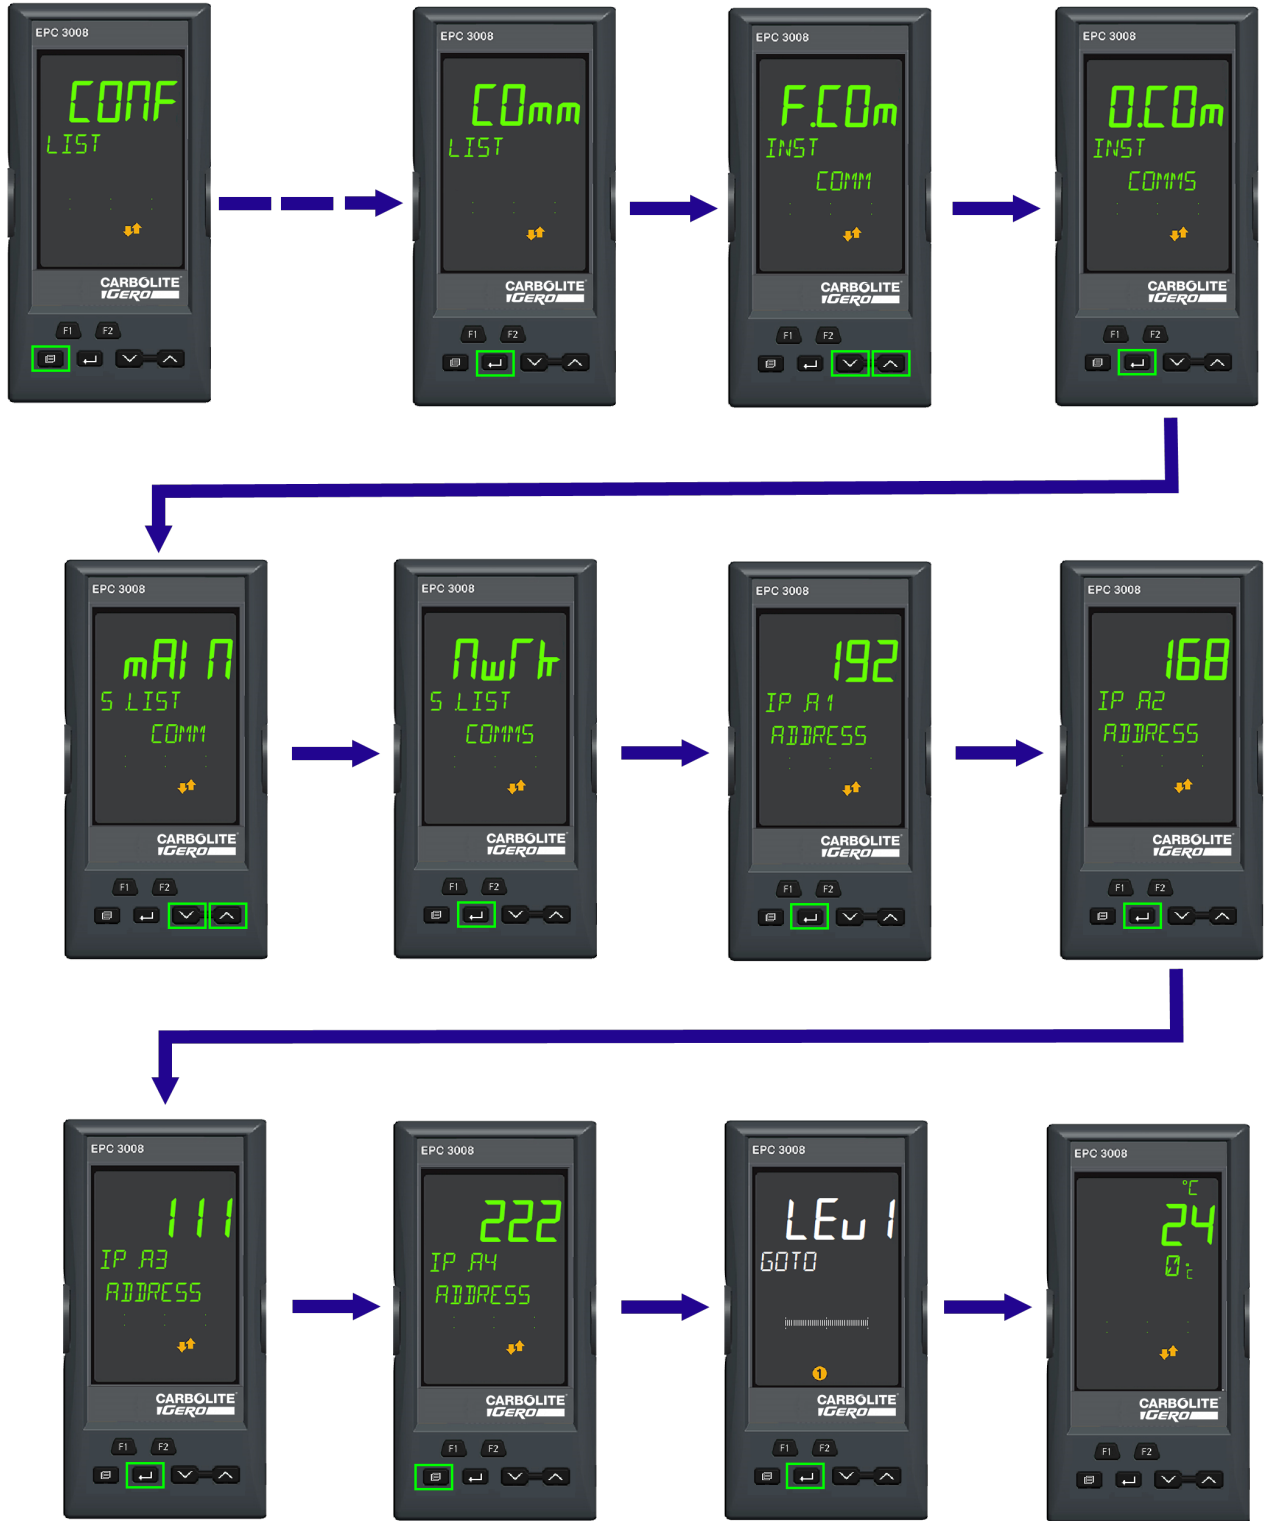 EPC 3008
CONF
LIST
CARBOLITE
GERO
F1 F2
EPC 3008
COmm
LIST
CARBOLITE
GERO
F1 F2
EPC 3008
F.COm
INST
COMM
CARBOLITE
GERO
F1 F2
EPC 3008
O.COm
INST
COMMS
CARBOLITE
GERO
F1 F2
EPC 3008
mAIN
S.LIST
COMM
CARBOLITE
GERO
F1 F2
EPC 3008
NwTk
S.LIST
COMMS
CARBOLITE
GERO
F1 F2
EPC 3008
192
IP.A1
ADDRESS
CARBOLITE
GERO
F1 F2
EPC 3008
168
IP.A2
ADDRESS
CARBOLITE
GERO
F1 F2
EPC 3008
111
IP.A3
ADDRESS
CARBOLITE
GERO
F1 F2
EPC 3008
222
IP.A4
ADDRESS
CARBOLITE
GERO
F1 F2
EPC 3008
LEv1
GOTO
1
CARBOLITE
GERO
F1 F2
EPC 3008
°C
24
0°C
CARBOLITE
GERO
F1 F2